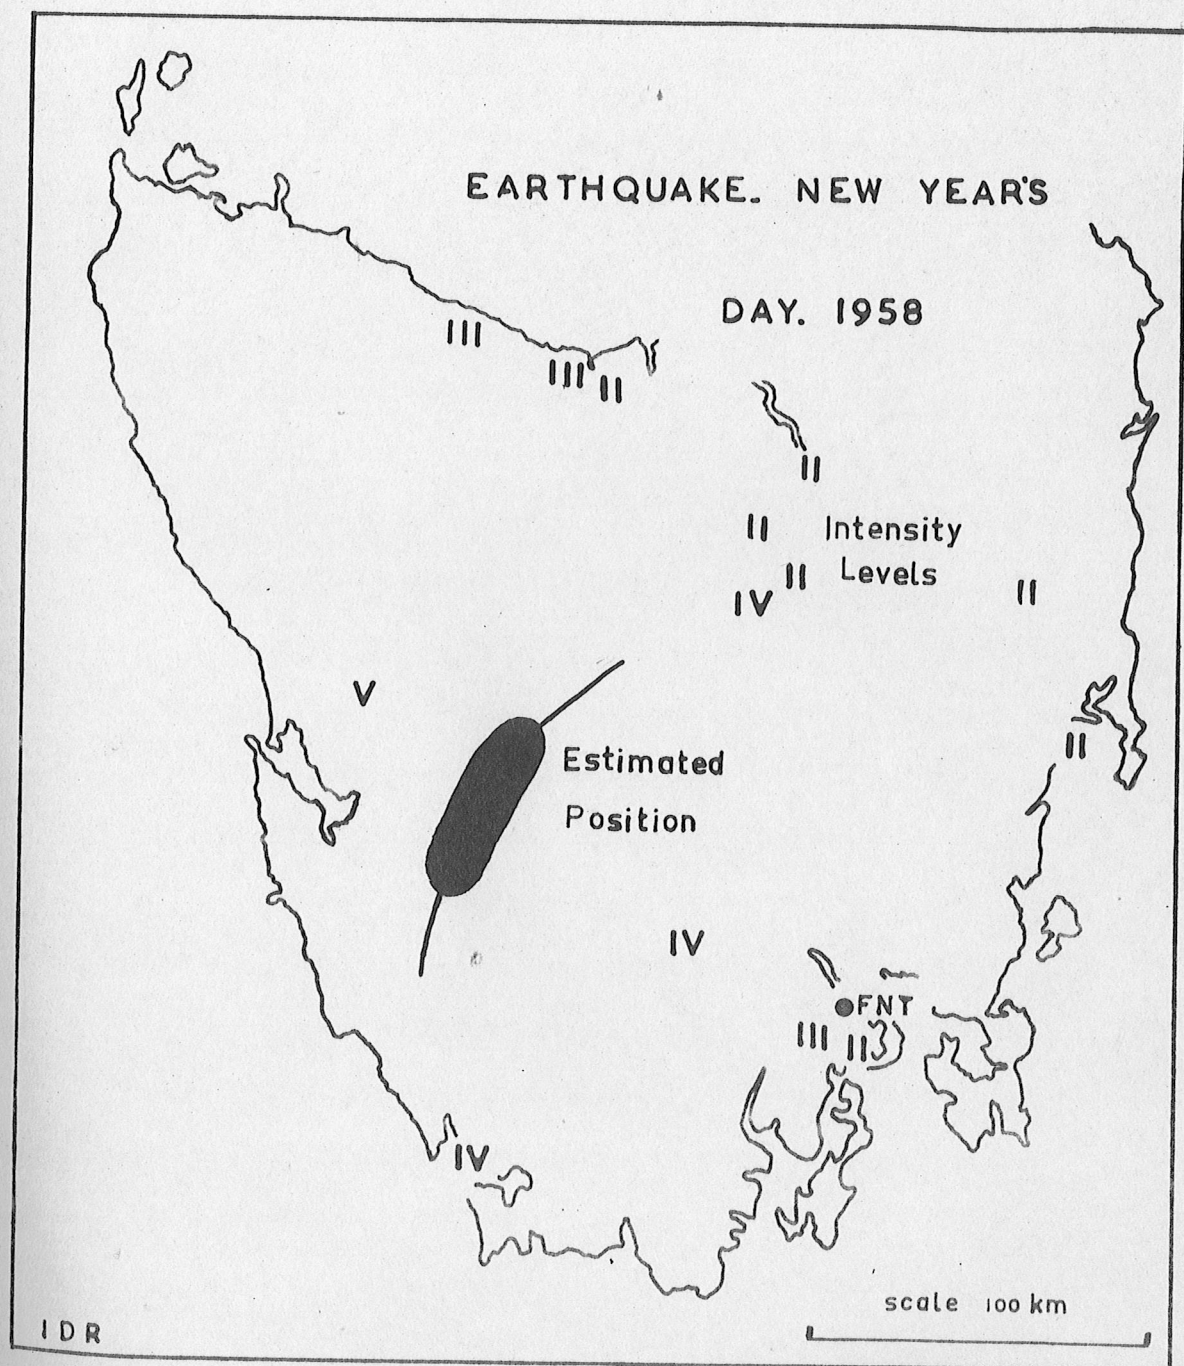 EARTHQUAKE. NEW YEAR'S
DAY. 1958
III
III
II
II
II
Intensity
II
Levels
II
IV
V
Estimated
Position
II
IV
FNT
III
II
IV
scale 100 km
IDR